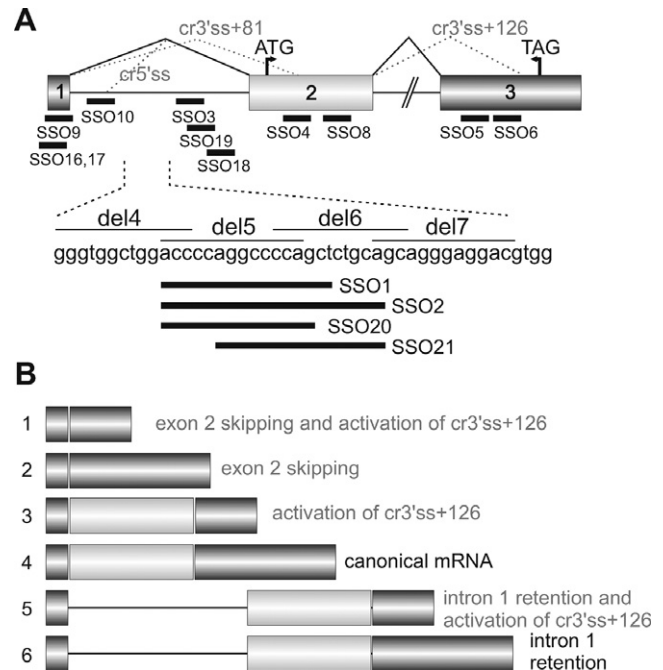 A
cr3'ss+81
cr3'ss+126
ATG
TAG
cr5'ss
1
2
3
SSO10
SSO3
SSO9
SSO19
SSO4
SSO8
SSO5
SSO6
SSO16,17
SSO18
del4
del5
del6
del7
gggtggctggaccccaggccccagctctgcagcagggaggacgtgg
SSO1
SSO2
SSO20
SSO21
B
1 exon 2 skipping and activation of cr3'ss+126
2 exon 2 skipping
3 activation of cr3'ss+126
4 canonical mRNA
5 intron 1 retention and
activation of cr3'ss+126
6 intron 1
retention